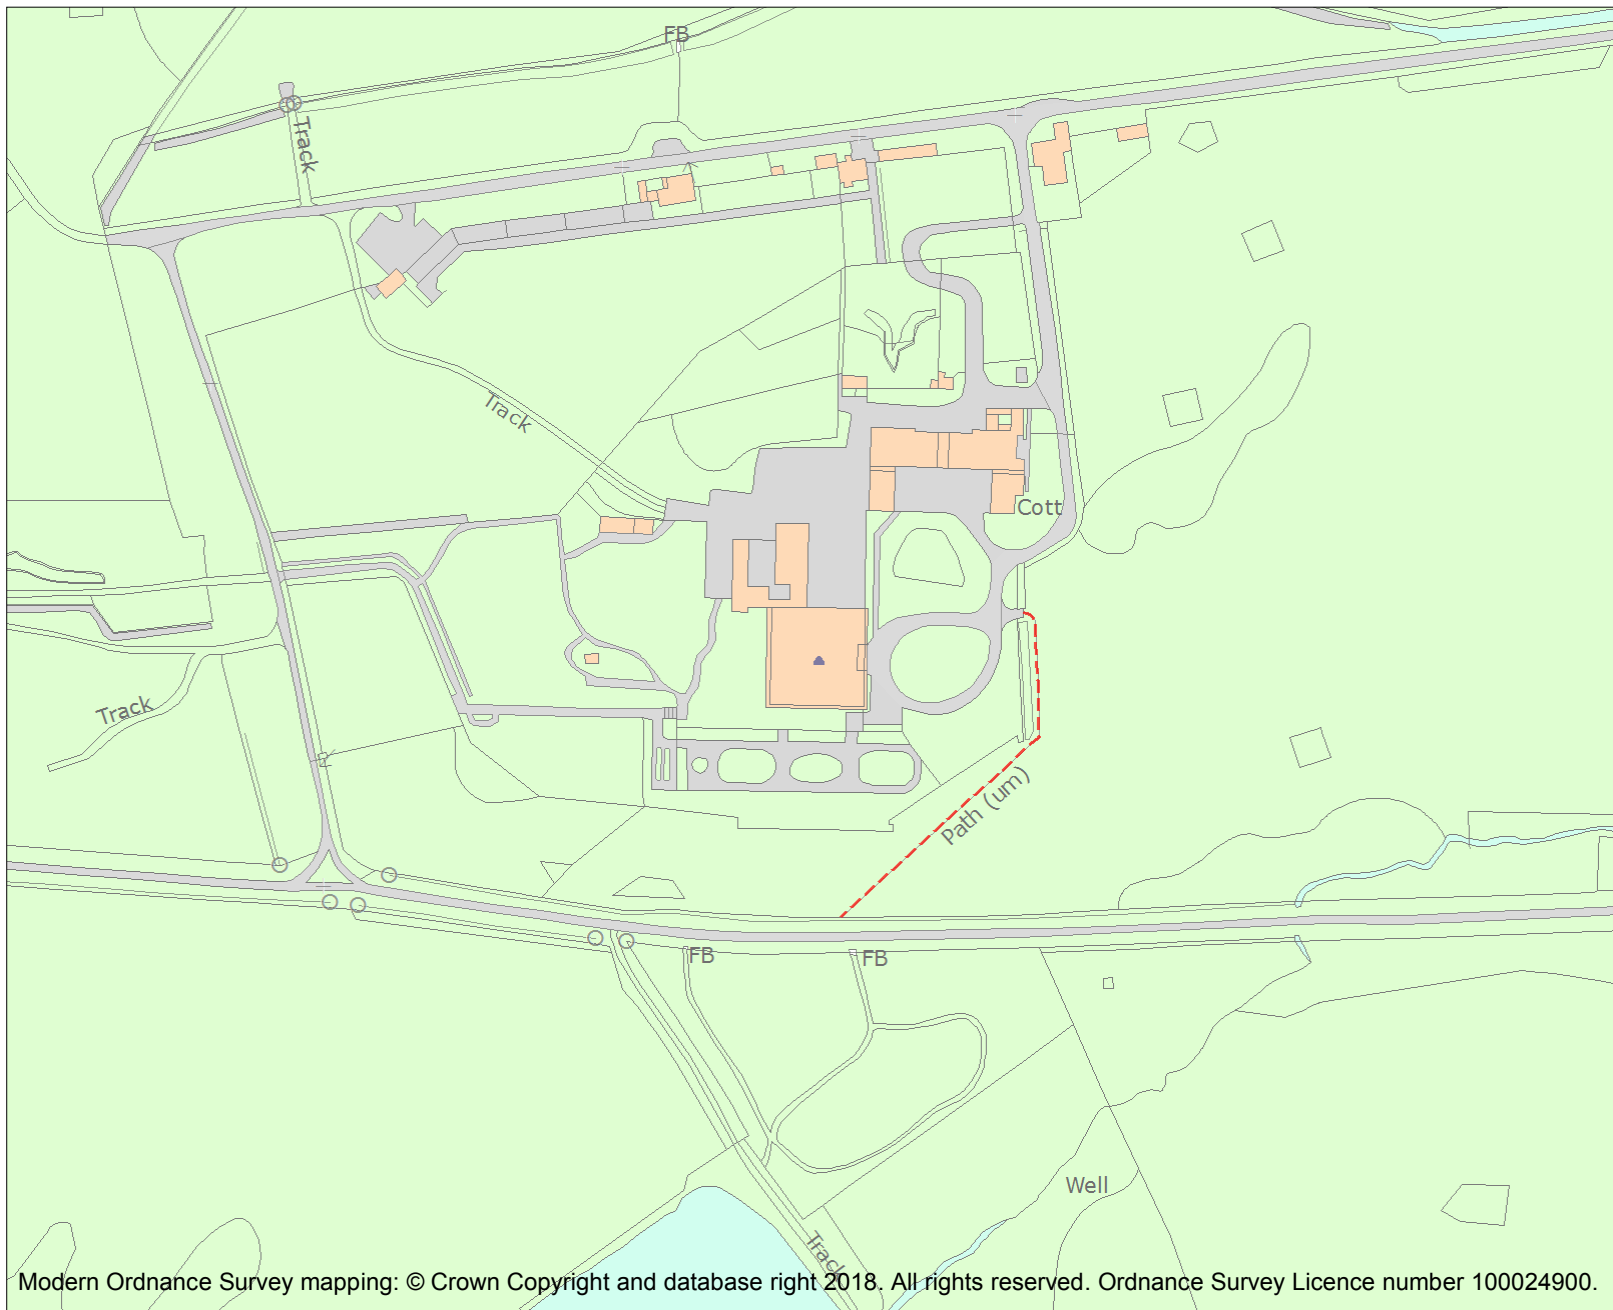 FB
Track
Track
Cott
Track
Path (um)
FB
FB
Well
Track
Modern Ordnance Survey mapping: © Crown Copyright and database right 2018. All rights reserved. Ordnance Survey Licence number 100024900.